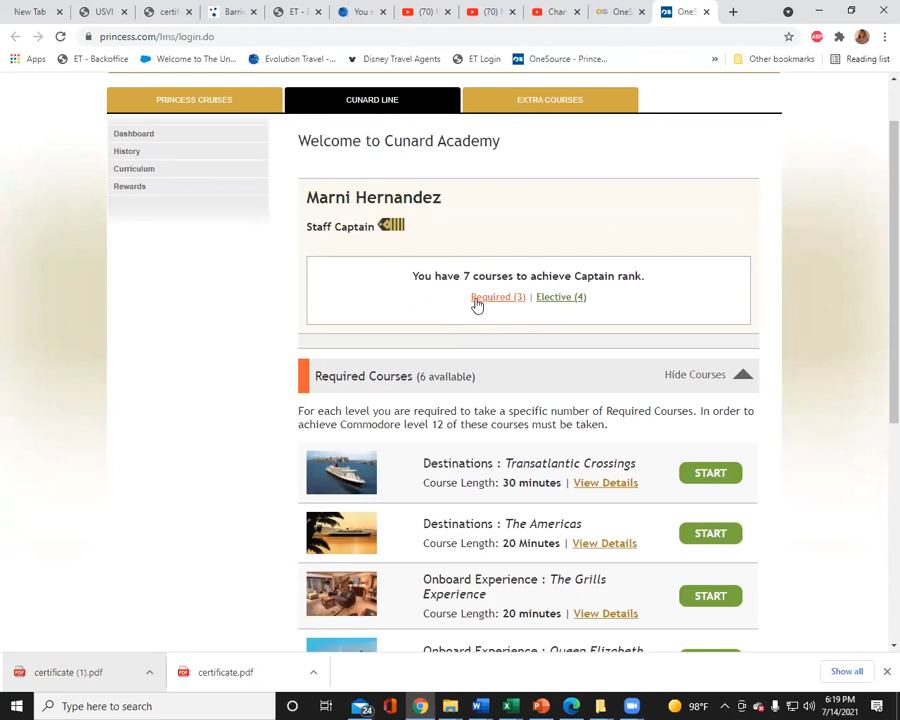 New Tab
USVI
certif
Barrie
ET - E
You x
(70) M
(70) M
Char
OneS
OneS
princess.com/lms/login.do
Apps
ET - Backoffice
Welcome to The Un...
Evolution Travel -...
Disney Travel Agents
ET Login
OneSource - Prince...
»
Other bookmarks
Reading list
PRINCESS CRUISES
CUNARD LINE
EXTRA COURSES
Dashboard
History
Curriculum
Rewards
Welcome to Cunard Academy
Marni Hernandez
Staff Captain
You have 7 courses to achieve Captain rank.
Required (3) | Elective (4)
Required Courses (6 available)
Hide Courses
For each level you are required to take a specific number of Required Courses. In order to
achieve Commodore level 12 of these courses must be taken.
Destinations : Transatlantic Crossings
Course Length: 30 minutes | View Details
START
Destinations : The Americas
Course Length: 20 Minutes | View Details
START
Onboard Experience : The Grills
Experience
Course Length: 20 minutes | View Details
START
Onboard Experience : Queen Elizabeth
certificate (1).pdf
certificate.pdf
Show all
Type here to search
24
98°F
6:19 PM
7/14/2021